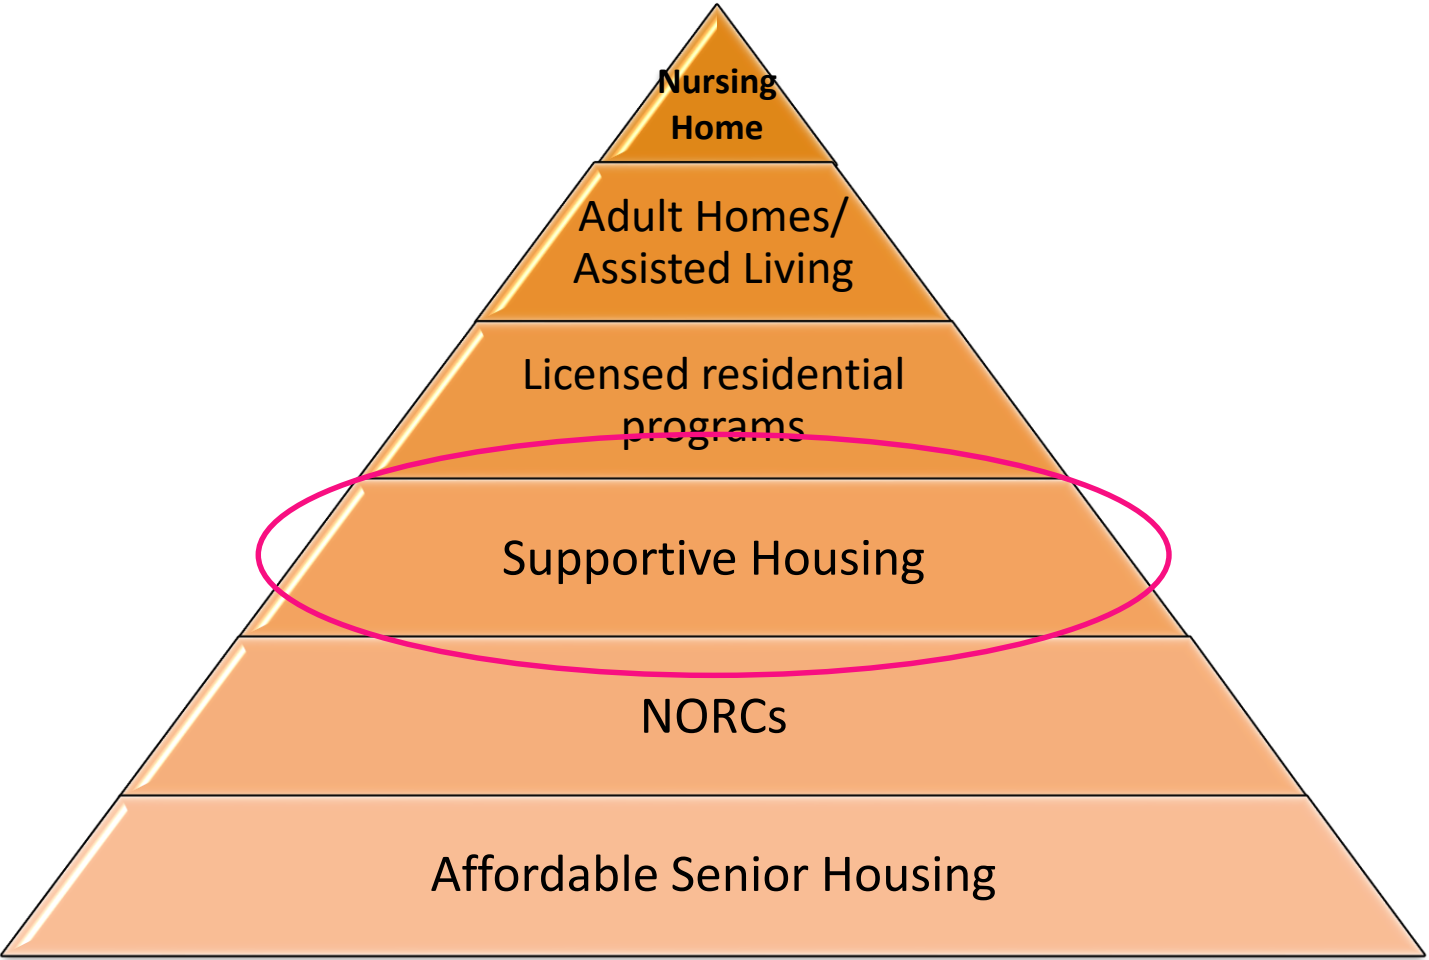 Nursing
Home
Adult Homes/
Assisted Living
Licensed residential
programs
Supportive Housing
NORCs
Affordable Senior Housing